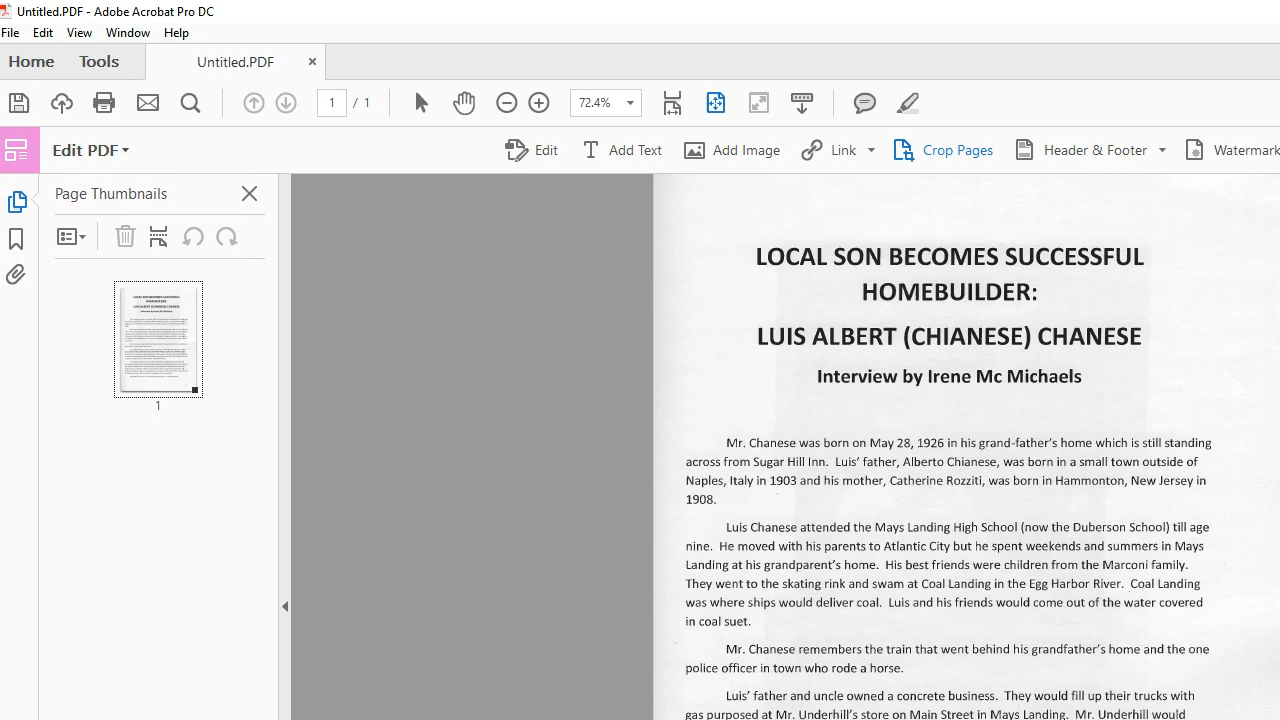 Untitled.PDF - Adobe Acrobat Pro DC
File Edit View Window Help
Home Tools Untitled.PDF ×
1 / 1 72.4%
Edit PDF Edit Add Text Add Image Link Crop Pages Header & Footer Watermark
Page Thumbnails
1
LOCAL SON BECOMES SUCCESSFUL
HOMEBUILDER:
LUIS ALBERT (CHIANESE) CHANESE
Interview by Irene Mc Michaels
Mr. Chanese was born on May 28, 1926 in his grand-father's home which is still standing
across from Sugar Hill Inn. Luis' father, Alberto Chianese, was born in a small town outside of
Naples, Italy in 1903 and his mother, Catherine Rozziti, was born in Hammonton, New Jersey in
1908.
Luis Chanese attended the Mays Landing High School (now the Duberson School) till age
nine. He moved with his parents to Atlantic City but he spent weekends and summers in Mays
Landing at his grandparent's home. His best friends were children from the Marconi family.
They went to the skating rink and swam at Coal Landing in the Egg Harbor River. Coal Landing
was where ships would deliver coal. Luis and his friends would come out of the water covered
in coal suet.
Mr. Chanese remembers the train that went behind his grandfather's home and the one
police officer in town who rode a horse.
Luis' father and uncle owned a concrete business. They would fill up their trucks with
gas purposed at Mr. Underhill's store on Main Street in Mays Landing. Mr. Underhill would